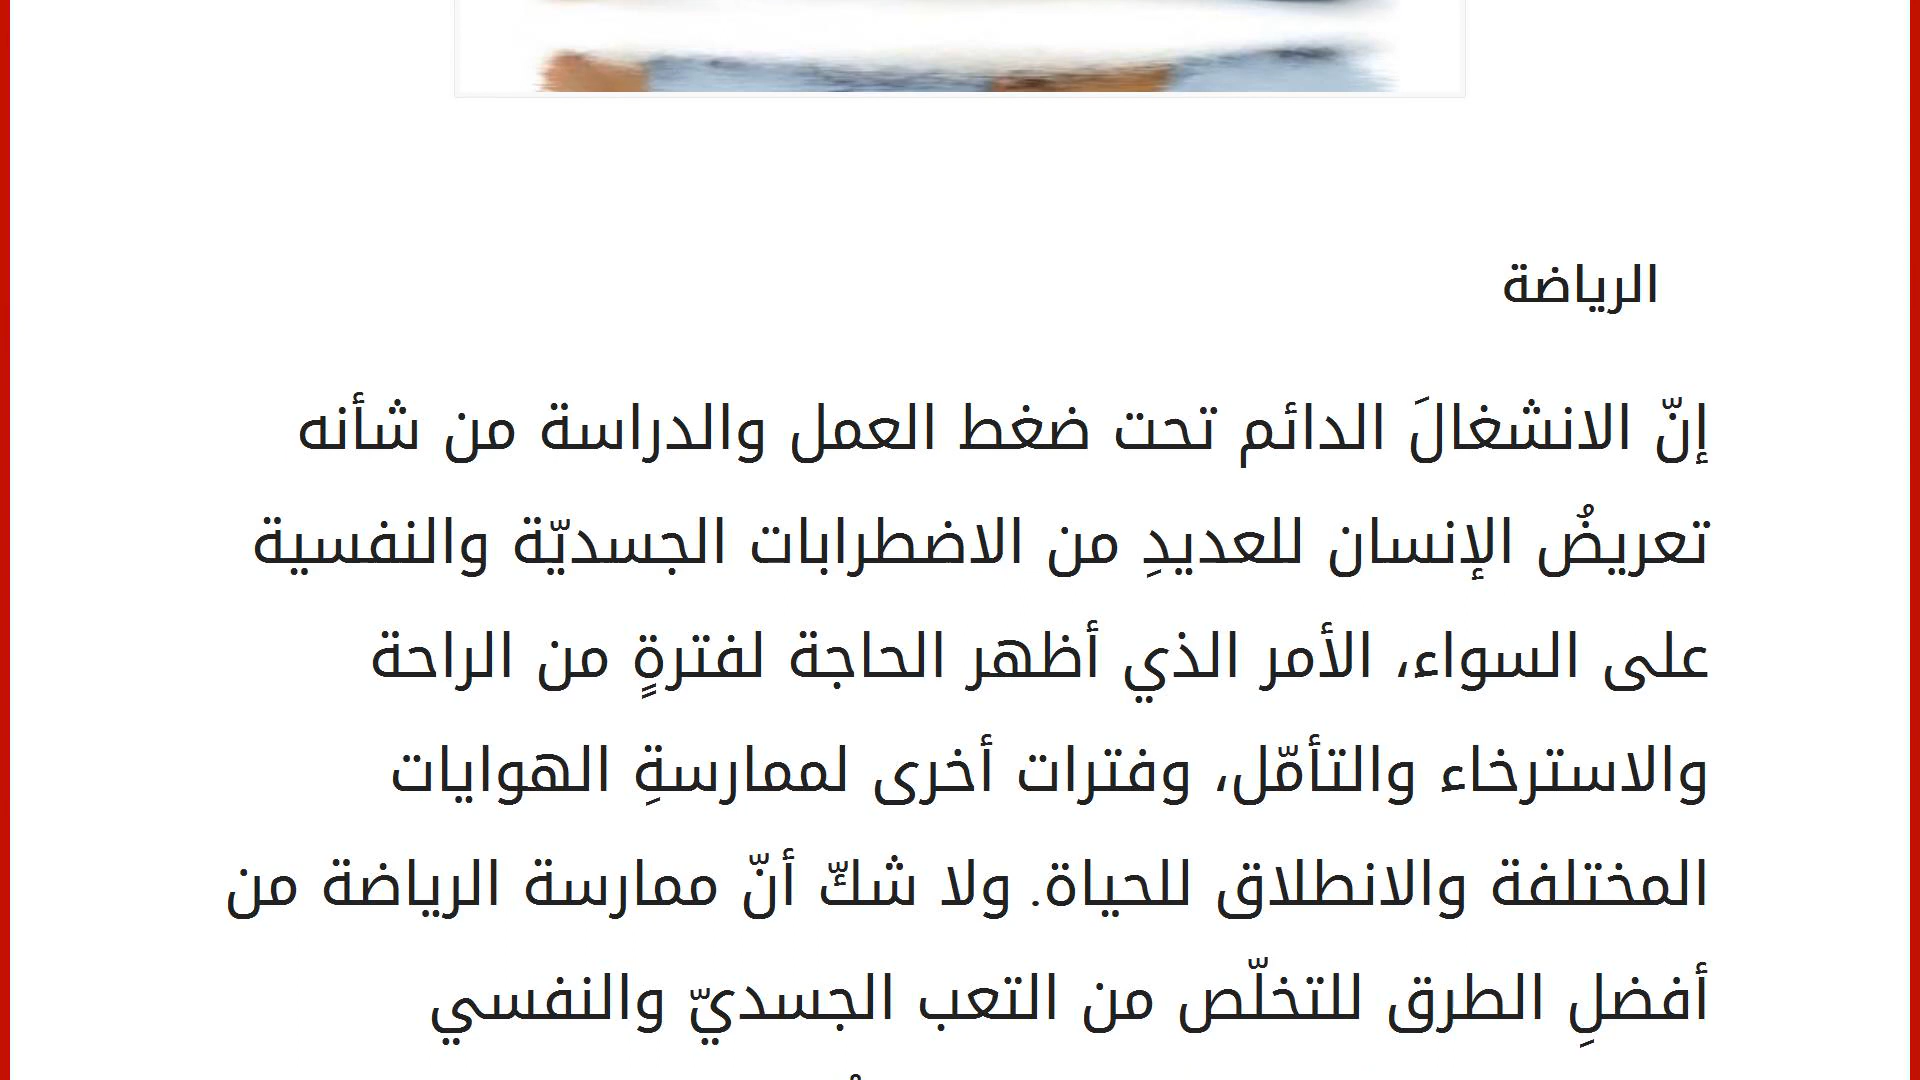 الرياضة
إنّ الانشغالَ الدائم تحت ضغط العمل والدراسة من شأنه
تعريضُ الإنسان للعديدِ من الاضطرابات الجسديّة والنفسية
على السواء، الأمر الذي أظهر الحاجة لفترةٍ من الراحة
والاسترخاء والتأمّل، وفترات أخرى لممارسةِ الهوايات
المختلفة والانطلاق للحياة. ولا شكّ أنّ ممارسة الرياضة من
أفضلِ الطرق للتخلّص من التعب الجسديّ والنفسي